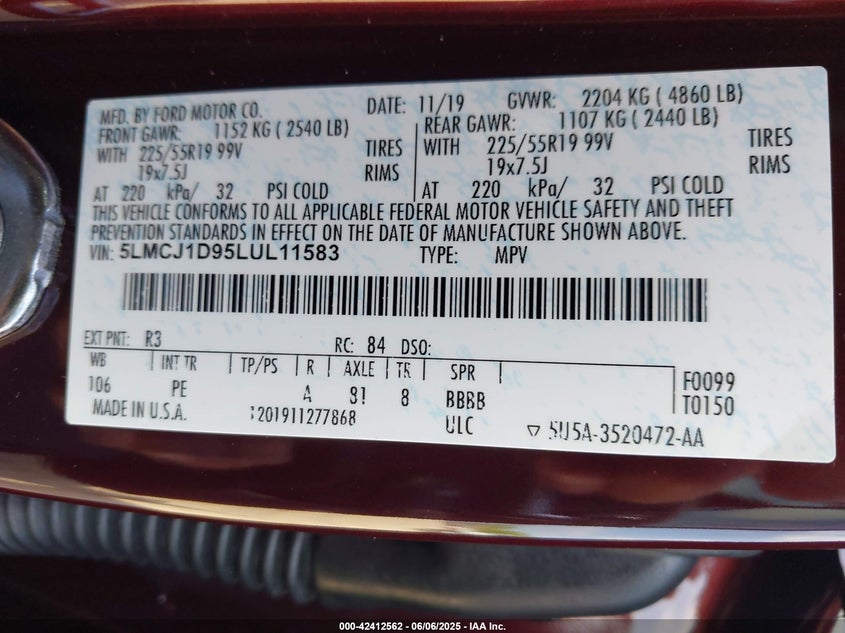 MFD. BY FORD MOTOR CO. DATE: 11/19 GVWR: 2204 KG ( 4860 LB)
FRONT GAWR: 1152 KG ( 2540 LB) REAR GAWR: 1107 KG ( 2440 LB)
WITH 225/55R19 99V TIRES WITH 225/55R19 99V TIRES
19x7.5J RIMS 19x7.5J RIMS
AT 220 kPa/ 32 PSI COLD AT 220 kPa/ 32 PSI COLD
THIS VEHICLE CONFORMS TO ALL APPLICABLE FEDERAL MOTOR VEHICLE SAFETY AND THEFT
PREVENTION STANDARDS IN EFFECT ON THE DATE OF MANUFACTURE SHOWN ABOVE.
VIN: 5LMCJ1D95LUL11583 TYPE: MPV
EXT PNT: R3 RC: 84 DSO:
WB INT TR TP/PS R AXLE TR SPR
106 PE A 81 8 BBBB F0099
MADE IN U.S.A. 201911277868 ULC T0150
5U5A-3520472-AA
000-42412562 - 06/06/2025 - IAA Inc.